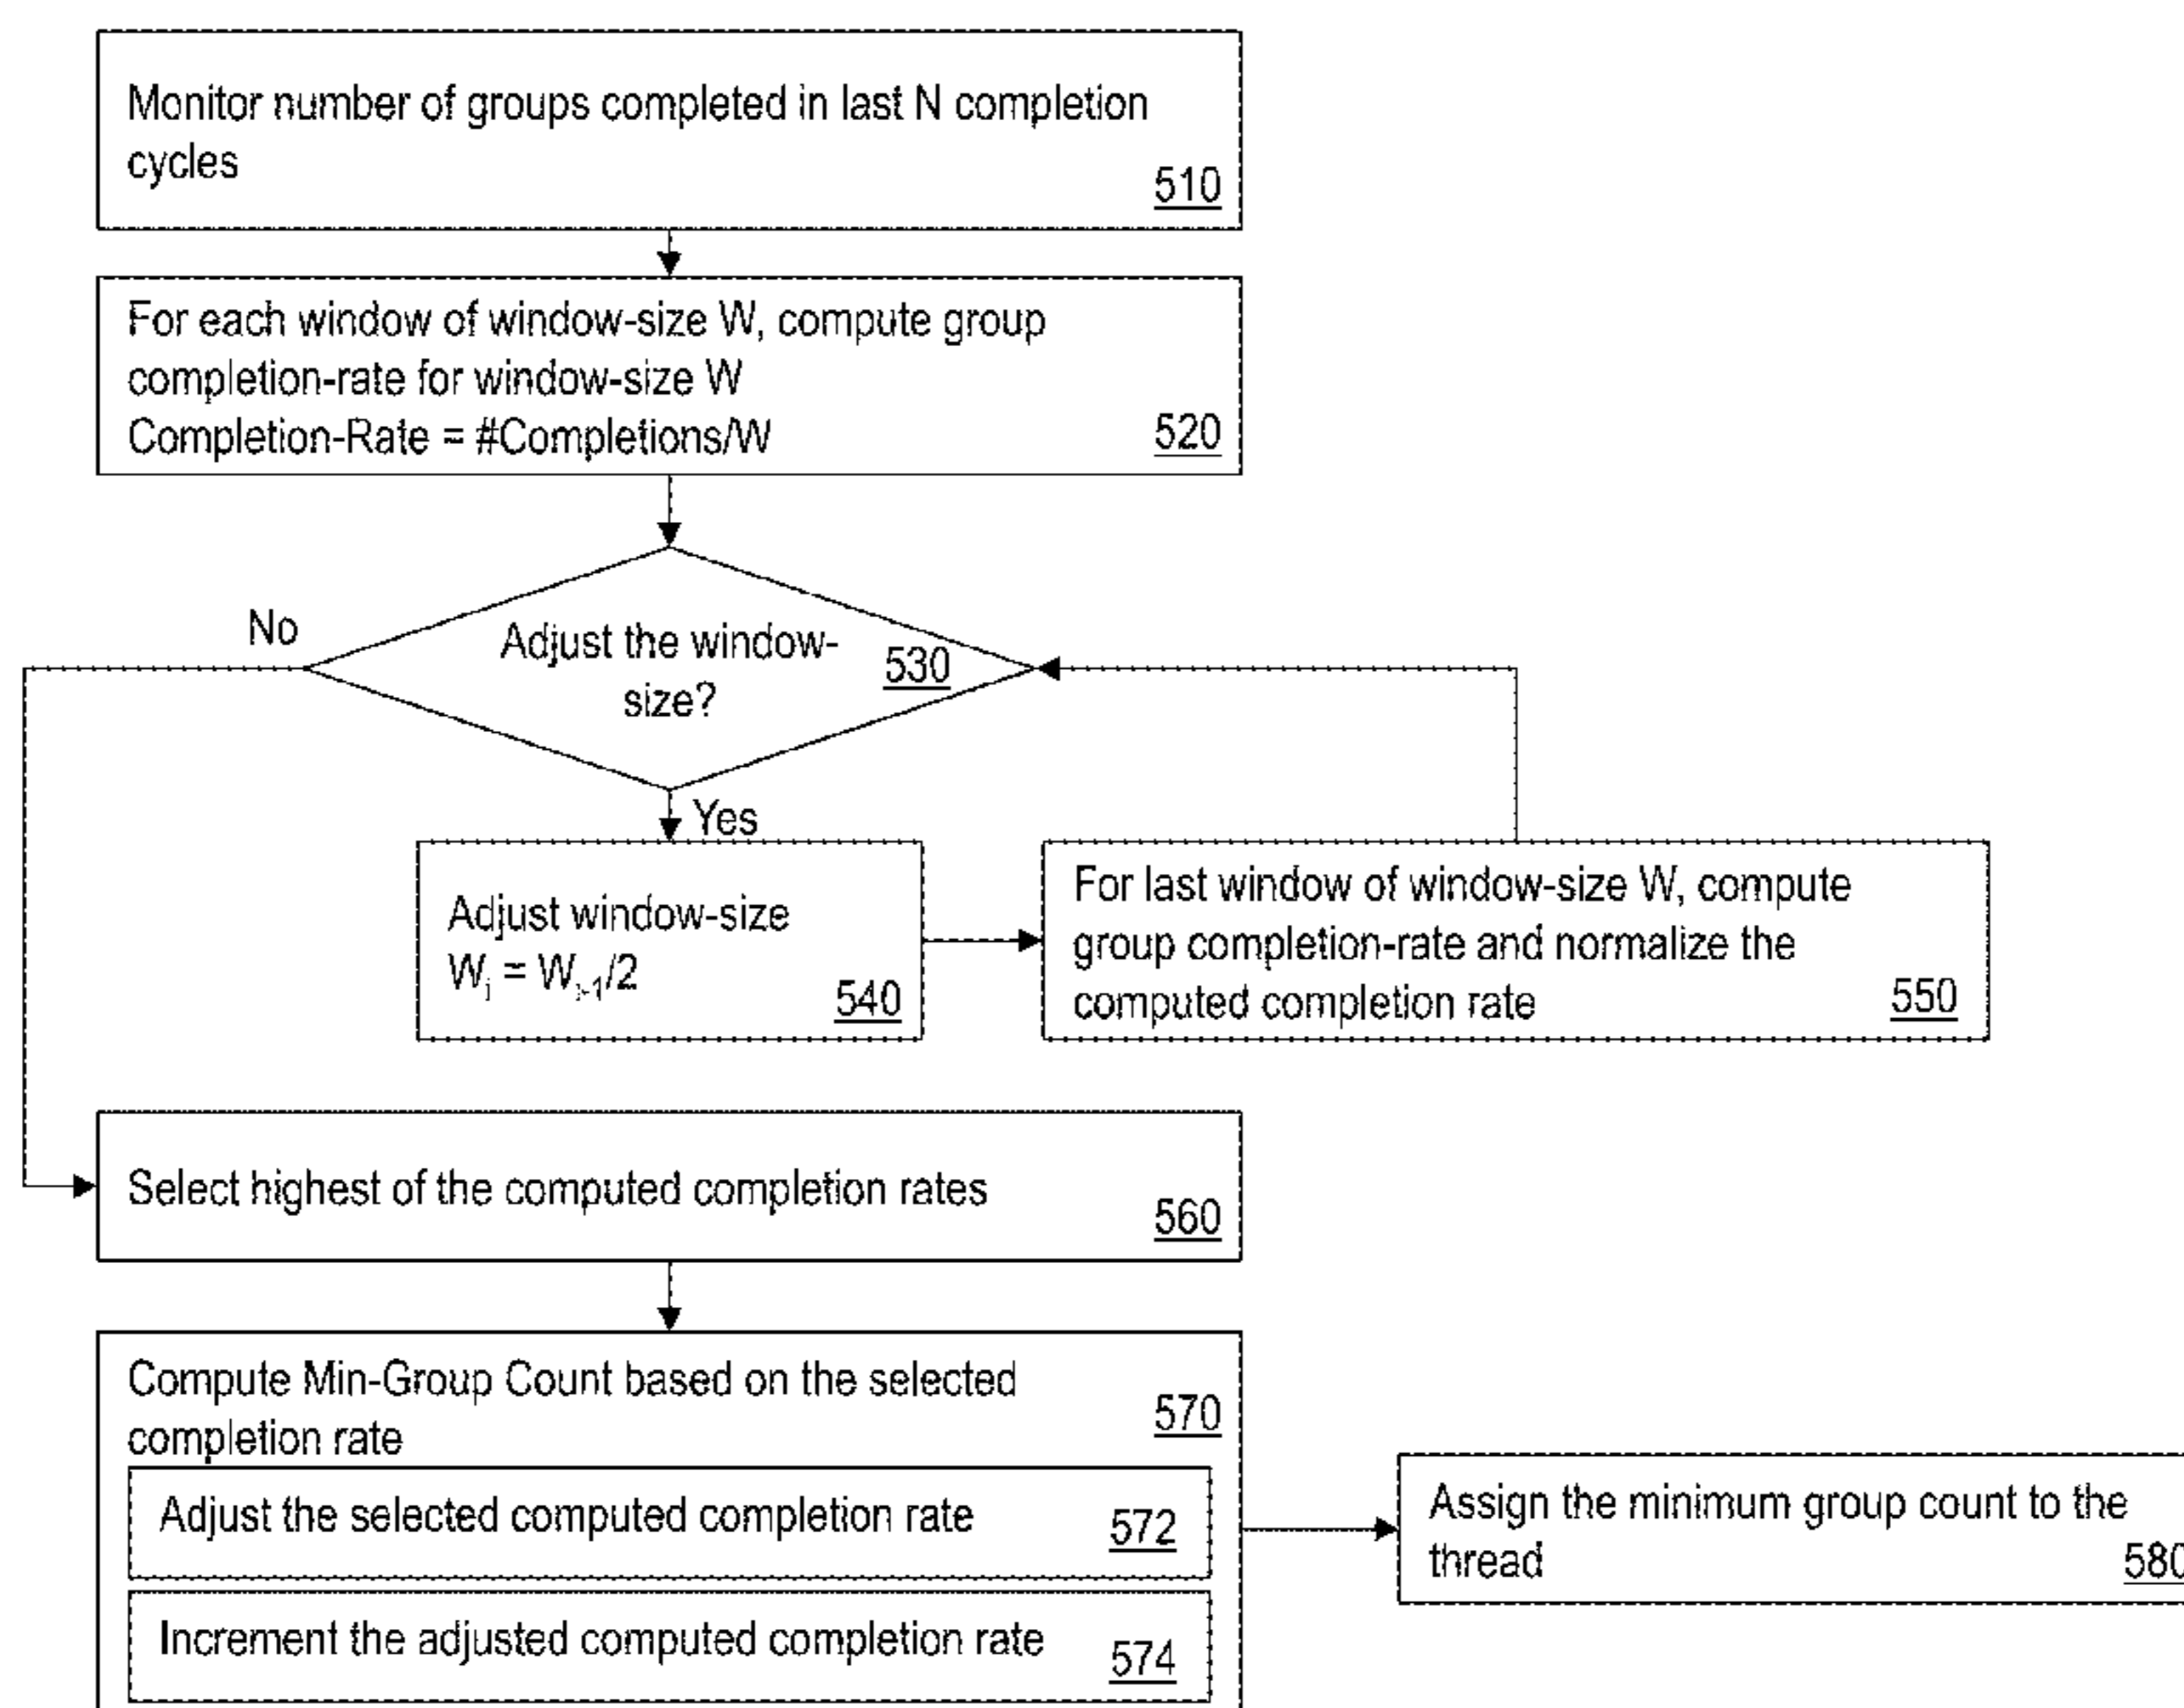 Monitor number of groups completed in last N completion
cycles
510
For each window of window-size W, compute group
completion-rate for window-size W
Completion-Rate = #Completions/W
520
No
Adjust the window-
size?
530
Yes
Adjust window-size
Wi = Wi-1/2
540
For last window of window-size W, compute
group completion-rate and normalize the
computed completion rate
550
Select highest of the computed completion rates
560
Compute Min-Group Count based on the selected
completion rate
570
Adjust the selected computed completion rate
572
Increment the adjusted computed completion rate
574
Assign the minimum group count to the
thread
580